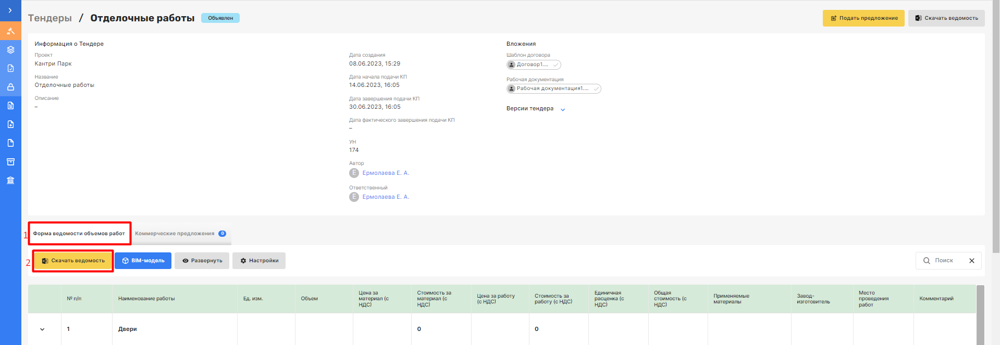 Тендеры / Отделочные работы Объявлен
Подать предложение Скачать ведомость
Информация о Тендере
Проект
Кантри Парк
Название
Отделочные работы
Описание
–
Дата создания
08.06.2023, 15:29
Дата начала подачи КП
14.06.2023, 16:05
Дата завершения подачи КП
30.06.2023, 16:05
Дата фактического завершения подачи КП
–
УН
174
Автор
Е Ермолаева Е. А.
Ответственный
Е Ермолаева Е. А.
Вложения
Шаблон договора
Договор1....
Рабочая документация
Рабочая документация1....
Версии тендера
1 Форма ведомости объемов работ Коммерческие предложения 0
2 Скачать ведомость BIM-модель Развернуть Настройки Поиск
№ п/п
Наименование работы
Ед. изм.
Объем
Цена за
материал (с
НДС)
Стоимость за
материал (с
НДС)
Цена за работу
(с НДС)
Стоимость за
работу (с НДС)
Единичная
расценка (с
НДС)
Общая
стоимость (с
НДС)
Применяемые
материалы
Завод-
изготовитель
Место
проведения
работ
Комментарий
1 Двери 0 0